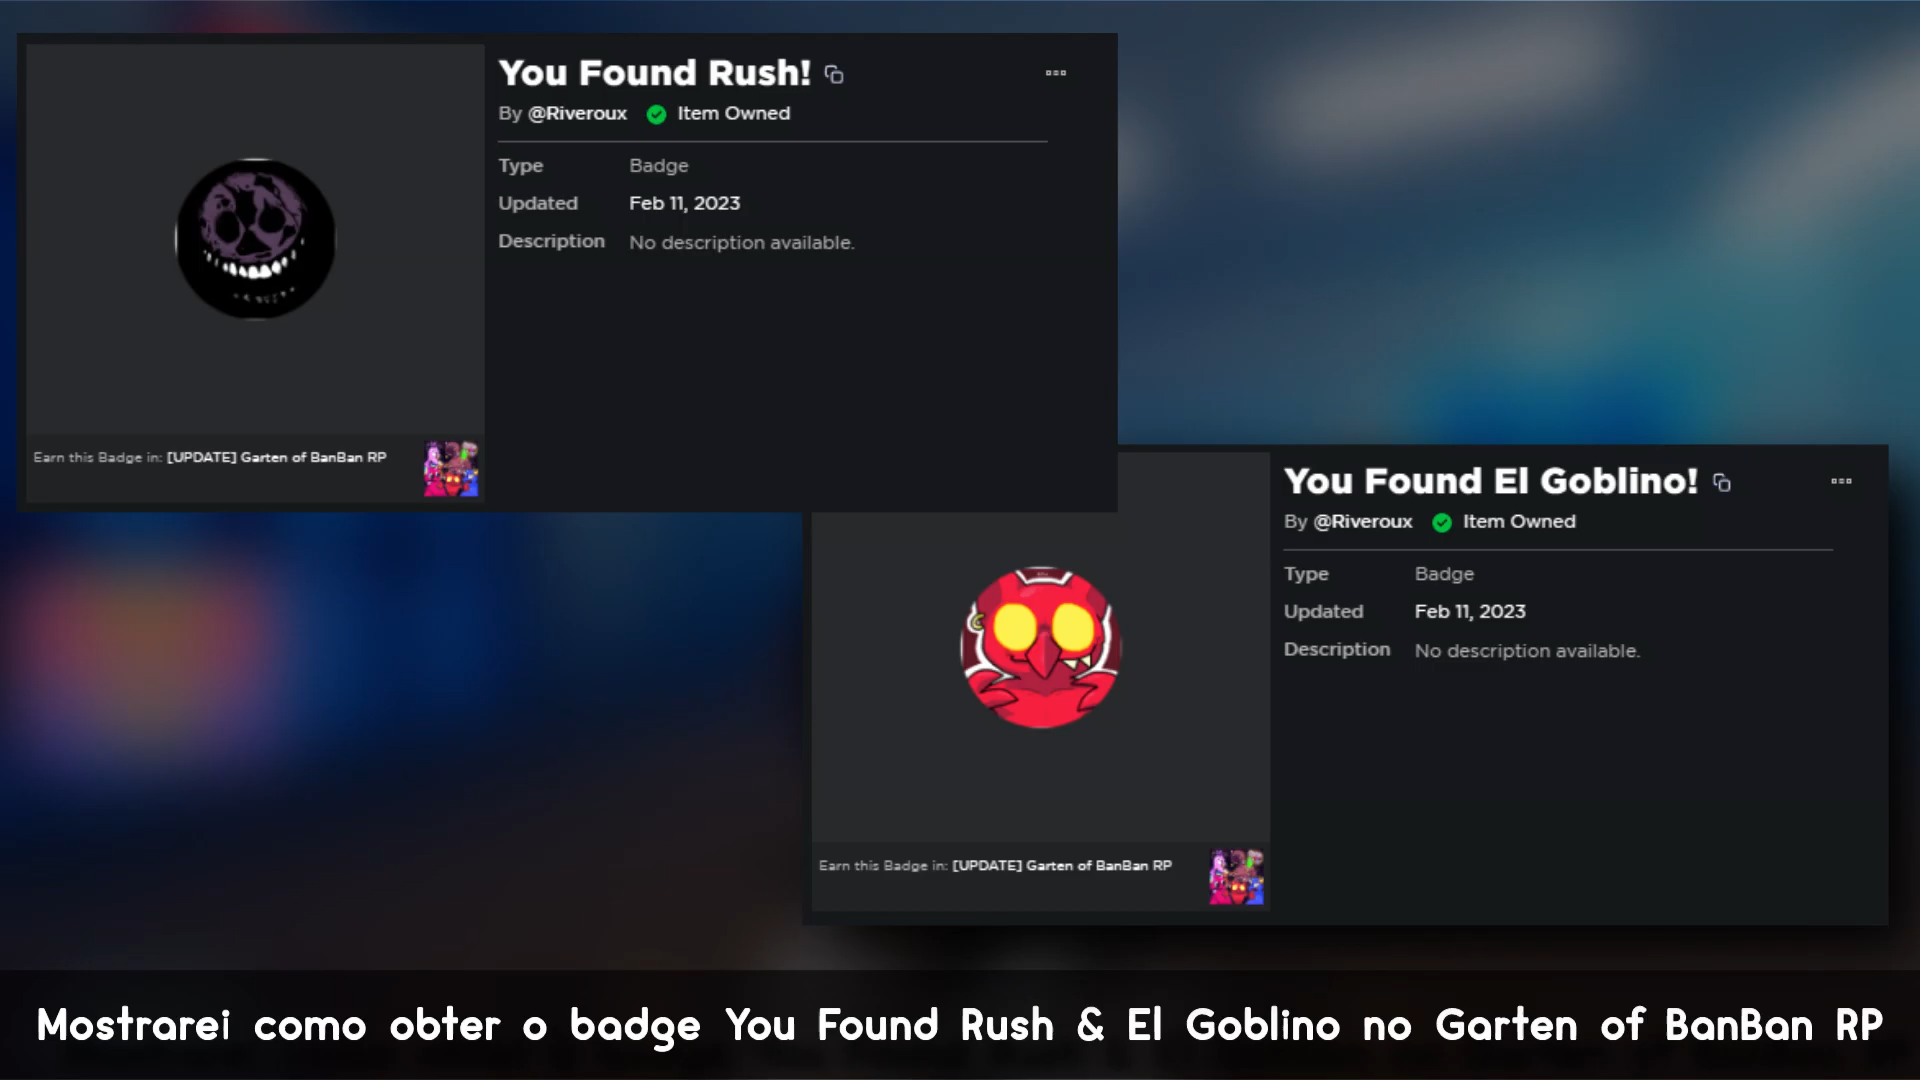 You Found Rush!
By @Riveroux Item Owned
Type Badge
Updated Feb 11, 2023
Description No description available.
Earn this Badge in: [UPDATE] Garten of BanBan RP
You Found El Goblino!
By @Riveroux Item Owned
Type Badge
Updated Feb 11, 2023
Description No description available.
Earn this Badge in: [UPDATE] Garten of BanBan RP
Mostrarei como obter o badge You Found Rush & El Goblino no Garten of BanBan RP